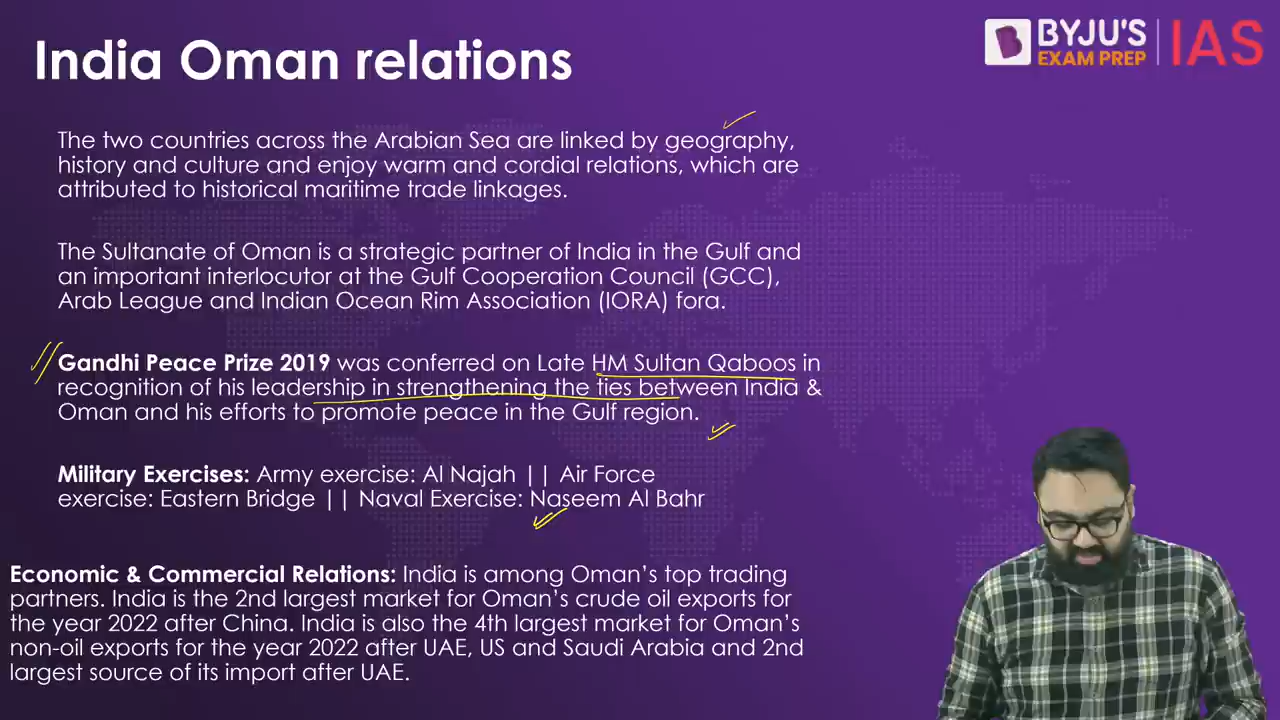 India Oman relations
BYJU'S
EXAM PREP
IAS
The two countries across the Arabian Sea are linked by geography,
history and culture and enjoy warm and cordial relations, which are
attributed to historical maritime trade linkages.
The Sultanate of Oman is a strategic partner of India in the Gulf and
an important interlocutor at the Gulf Cooperation Council (GCC),
Arab League and Indian Ocean Rim Association (IORA) fora.
Gandhi Peace Prize 2019 was conferred on Late HM Sultan Qaboos in
recognition of his leadership in strengthening the ties between India &
Oman and his efforts to promote peace in the Gulf region.
Military Exercises: Army exercise: Al Najah || Air Force
exercise: Eastern Bridge || Naval Exercise: Naseem Al Bahr
Economic & Commercial Relations: India is among Oman's top trading
partners. India is the 2nd largest market for Oman's crude oil exports for
the year 2022 after China. India is also the 4th largest market for Oman's
non-oil exports for the year 2022 after UAE, US and Saudi Arabia and 2nd
largest source of its import after UAE.